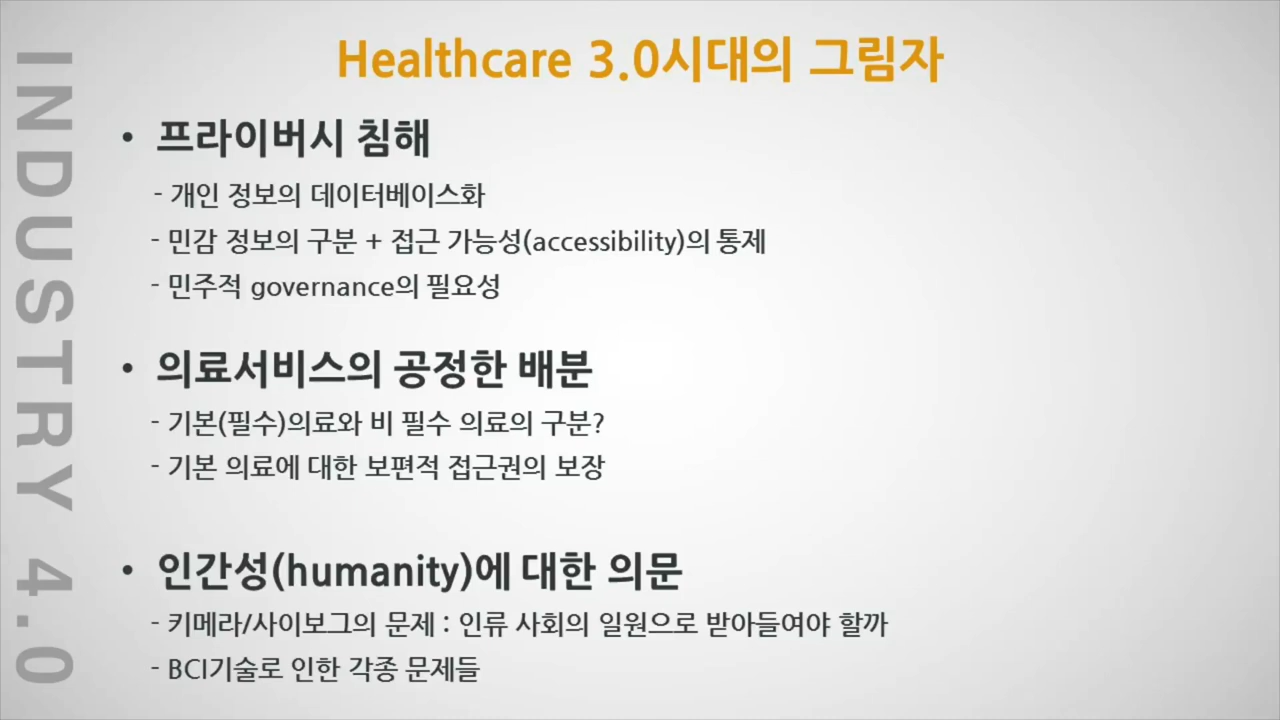 Healthcare 3.0시대의 그림자
• 프라이버시 침해
- 개인 정보의 데이터베이스화
- 민감 정보의 구분 + 접근 가능성(accessibility)의 통제
- 민주적 governance의 필요성
• 의료서비스의 공정한 배분
- 기본(필수)의료와 비 필수 의료의 구분?
- 기본 의료에 대한 보편적 접근권의 보장
• 인간성(humanity)에 대한 의문
- 키메라/사이보그의 문제 : 인류 사회의 일원으로 받아들여야 할까
- BCI기술로 인한 각종 문제들
INDUSTRY 4.0